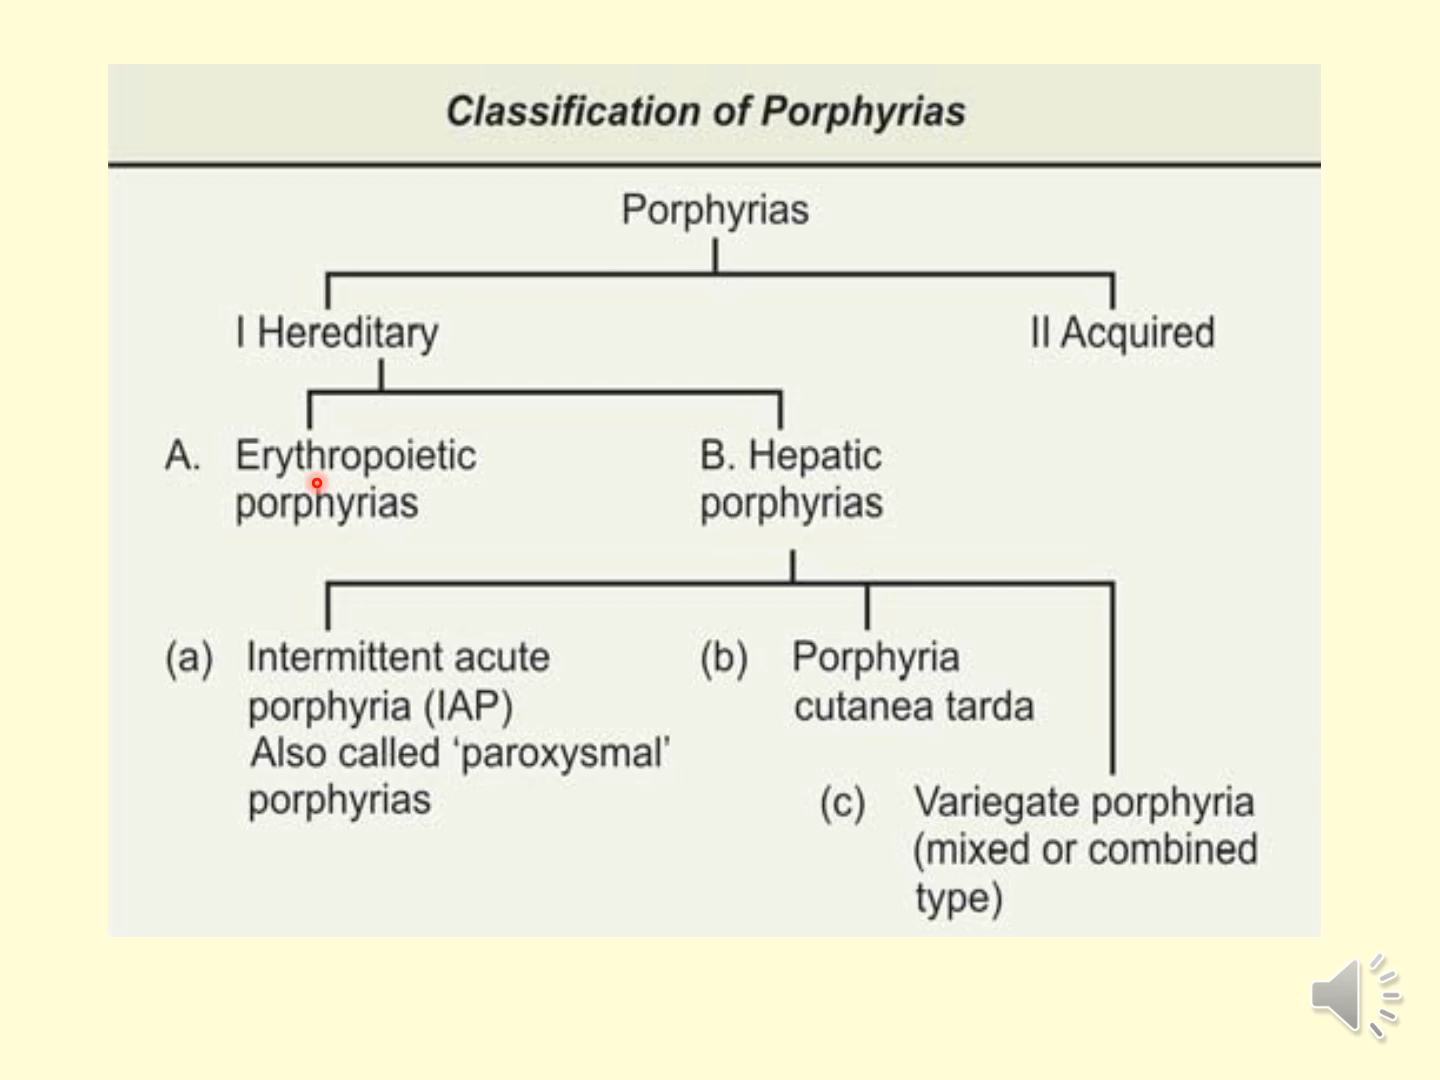 Classification of Porphyrias
Porphyrias
I Hereditary
II Acquired
A. Erythropoietic
porphyrias
B. Hepatic
porphyrias
(a) Intermittent acute
porphyria (IAP)
Also called ‘paroxysmal’
porphyrias
(b) Porphyria
cutanea tarda
(c) Variegate porphyria
(mixed or combined
type)